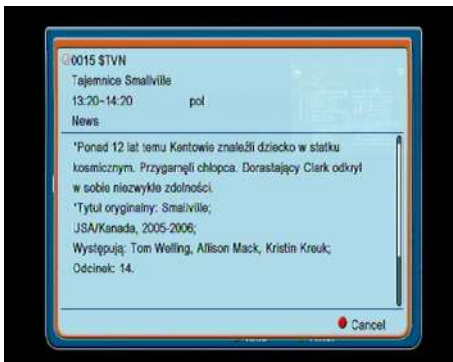 0015 $TVN
Tajemnice Smallville
13:20-14:20 pol
News
"Ponad 12 lat temu Kentowie znaleźli dziecko w statku
kosmicznym. Przygarnęli chłopca. Dorastający Clark odkrył
w sobie niezwykłe zdolności.
"Tytuł oryginalny: Smallville;
USA/Kanada, 2005-2006;
Występują: Tom Welling, Allison Mack, Kristin Kreuk;
Odcinek: 14.
Cancel